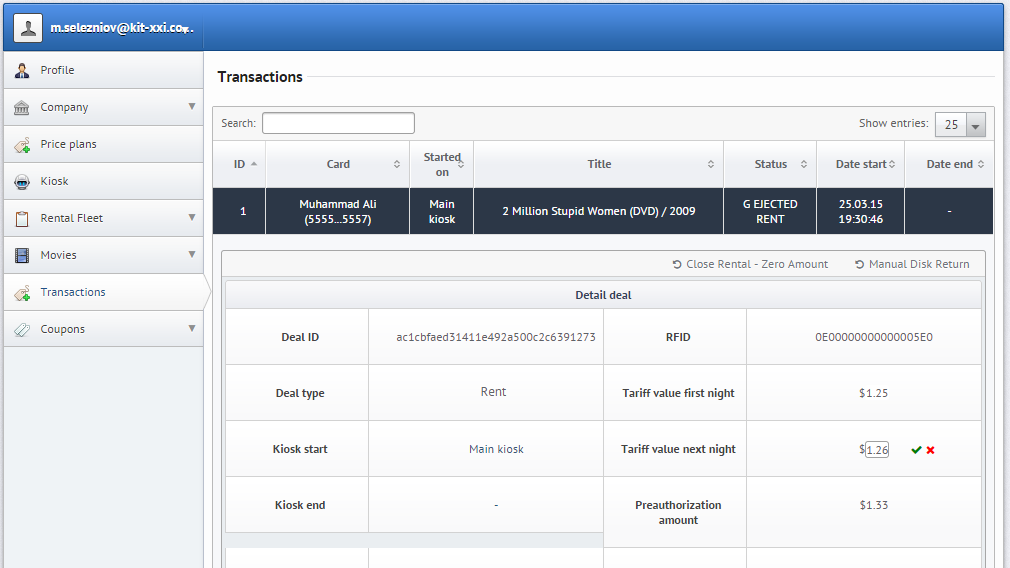 m.selezniov@kit-xxi.co...
Profile
Company
Price plans
Kiosk
Rental Fleet
Movies
Transactions
Coupons
Transactions
Search:
Show entries: 25
ID Card Started on Title Status Date start Date end
1 Muhammad Ali (5555...5557) Main kiosk 2 Million Stupid Women (DVD) / 2009 G EJECTED RENT 25.03.15 19:30:46 -
Close Rental - Zero Amount Manual Disk Return
Detail deal
Deal ID ac1cbfaed31411e492a500c2c6391273 RFID 0E00000000000005E0
Deal type Rent Tariff value first night $1.25
Kiosk start Main kiosk Tariff value next night $1.26
Kiosk end - Preauthorization amount $1.33